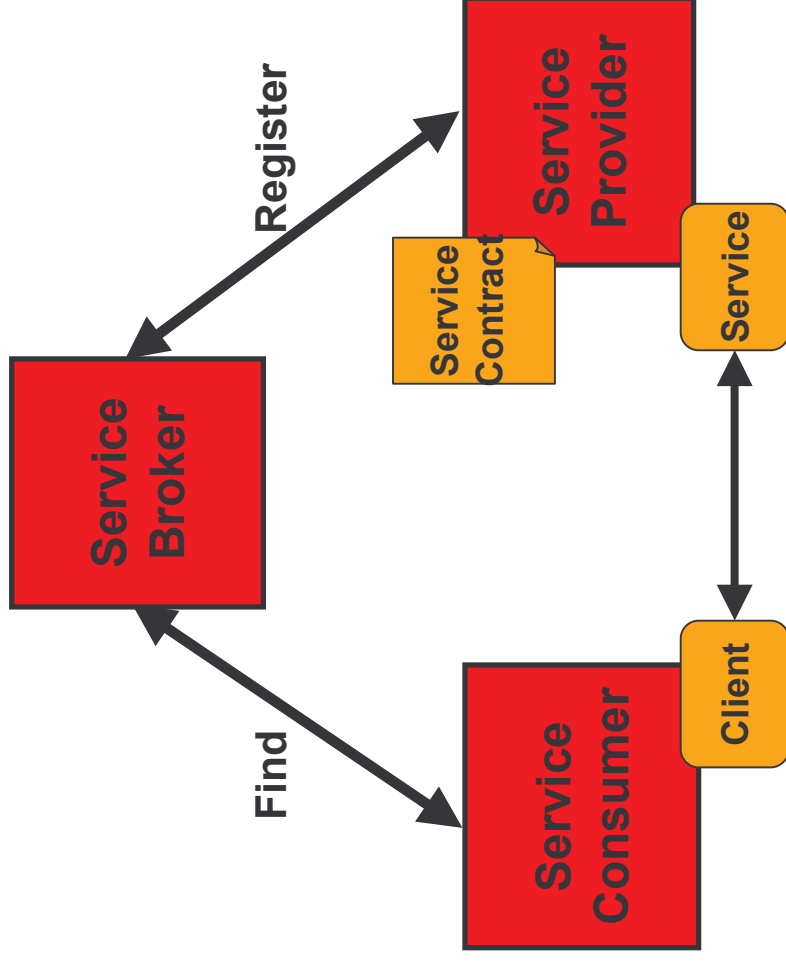 Service
Broker
Find
Register
Service
Consumer
Service
Contract
Service
Provider
Client
Service